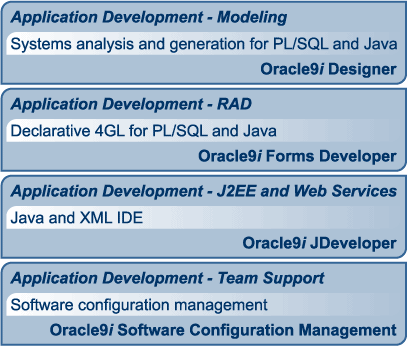 Application Development - Modeling
Systems analysis and generation for PL/SQL and Java
Oracle9i Designer
Application Development - RAD
Declarative 4GL for PL/SQL and Java
Oracle9i Forms Developer
Application Development - J2EE and Web Services
Java and XML IDE
Oracle9i JDeveloper
Application Development - Team Support
Software configuration management
Oracle9i Software Configuration Management